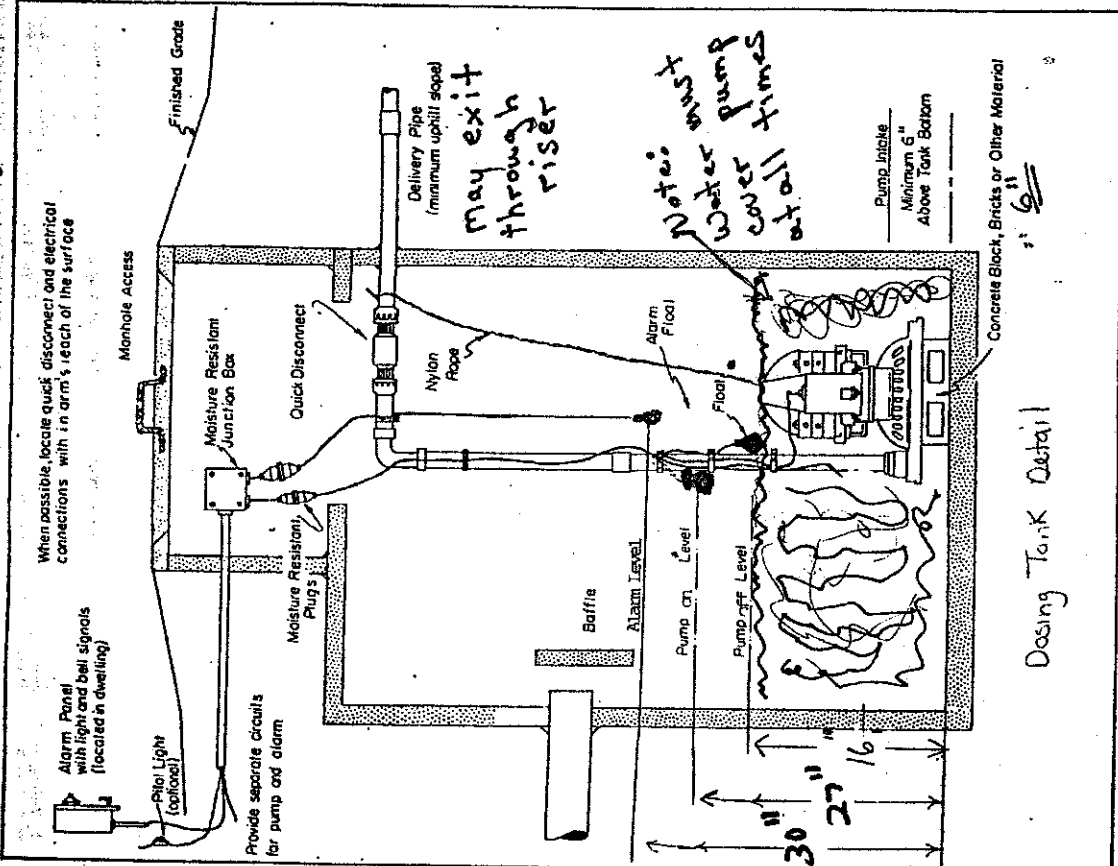 When possible, locate quick disconnect and electrical
connections with in arm's reach of the surface
Alarm Panel
with light and bell signals
(located in dwelling)
Pilot Light
(optional)
Provide separate circuits
for pump and alarm
Manhole Access
Finished Grade
Moisture Resistant
Junction Box
Moisture Resistant
Plugs
Quick Disconnect
Delivery Pipe
(minimum uphill slope)
may exit
through
riser
Nylon
Rope
Baffle
Alarm Level
Alarm
Float
Pump on Level
Float
Pump off Level
Note:
water must
cover pump
at all times
Pump Intake
Minimum 6"
Above Tank Bottom
Concrete Block, Bricks or Other Material
6"
30"
27"
16"
Dosing Tank Detail